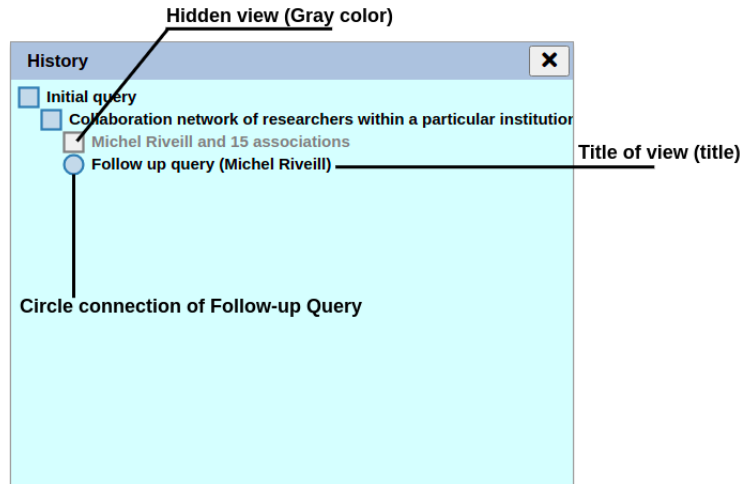 Hidden view (Gray color)
History
Initial query
Collaboration network of researchers within a particular institution
Michel Riveill and 15 associations
Follow up query (Michel Riveill)
Title of view (title)
Circle connection of Follow-up Query